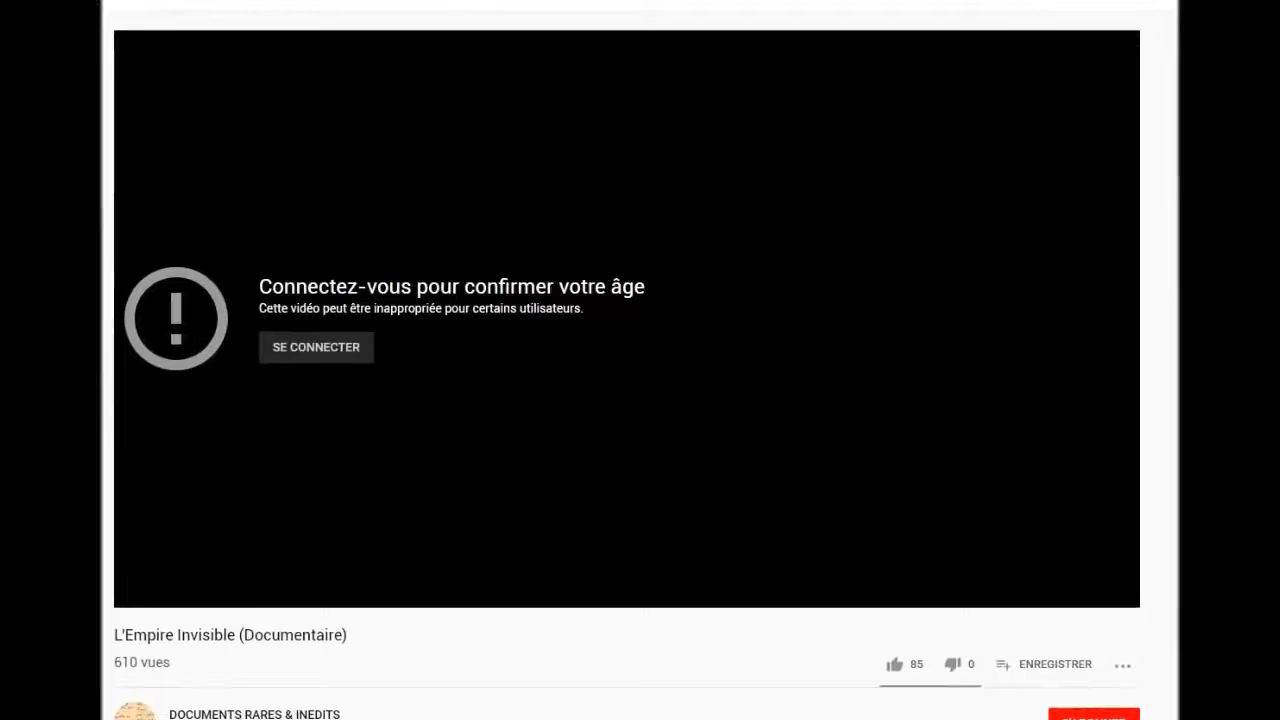 Connectez-vous pour confirmer votre âge
Cette vidéo peut être inappropriée pour certains utilisateurs.
SE CONNECTER
L'Empire Invisible (Documentaire)
610 vues
85 0 ENREGISTRER
DOCUMENTS RARES & INEDITS